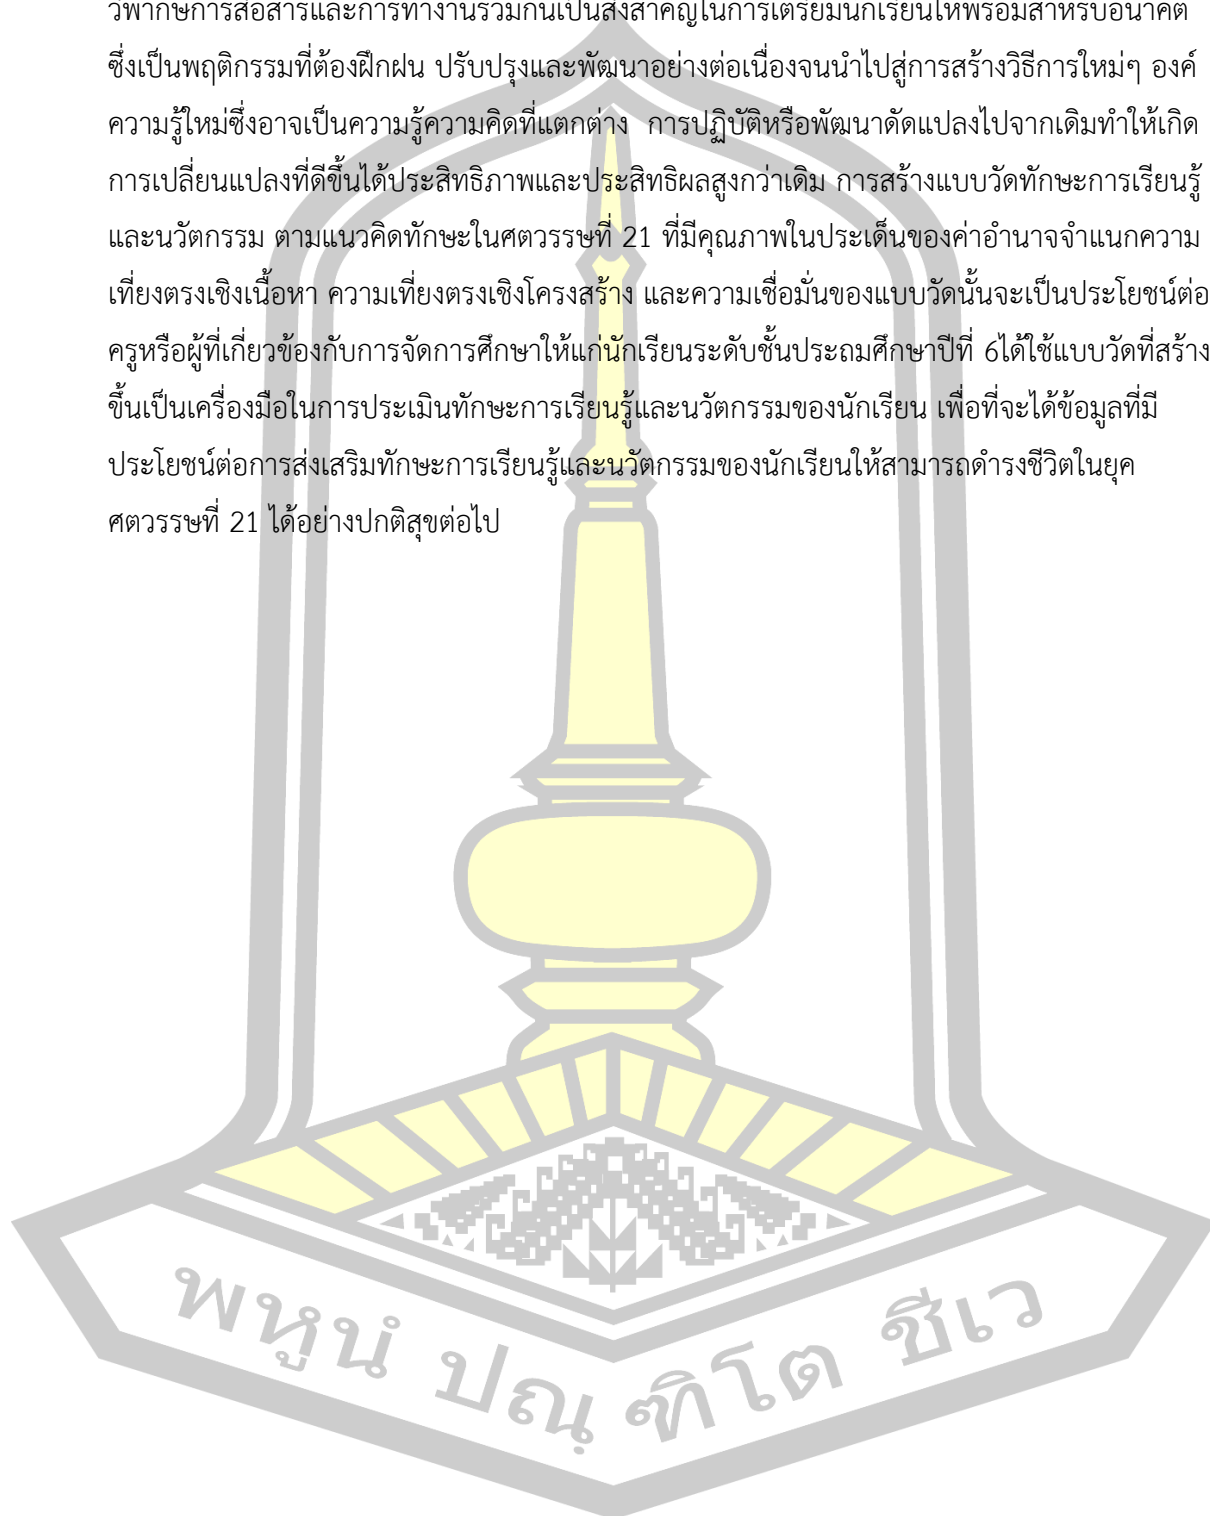 วิพากษ์การสื่อสารและการทำงานร่วมกันเป็นสิ่งสำคัญในการเตรียมนักเรียนให้พร้อมสำหรับอนาคต
ซึ่งเป็นพฤติกรรมที่ต้องฝึกฝน ปรับปรุงและพัฒนาอย่างต่อเนื่องจนนำไปสู่การสร้างวิธีการใหม่ๆ องค์
ความรู้ใหม่ซึ่งอาจเป็นความรู้ความคิดที่แตกต่าง การปฏิบัติหรือพัฒนาดัดแปลงไปจากเดิมทำให้เกิด
การเปลี่ยนแปลงที่ดีขึ้นได้ประสิทธิภาพและประสิทธิผลสูงกว่าเดิม การสร้างแบบวัดทักษะการเรียนรู้
และนวัตกรรม ตามแนวคิดทักษะในศตวรรษที่ 21 ที่มีคุณภาพในประเด็นของค่าอำนาจจำแนกความ
เที่ยงตรงเชิงเนื้อหา ความเที่ยงตรงเชิงโครงสร้าง และความเชื่อมั่นของแบบวัดนั้นจะเป็นประโยชน์ต่อ
ครูหรือผู้ที่เกี่ยวข้องกับการจัดการศึกษาให้แก่นักเรียนระดับชั้นประถมศึกษาปีที่ 6ได้ใช้แบบวัดที่สร้าง
ขึ้นเป็นเครื่องมือในการประเมินทักษะการเรียนรู้และนวัตกรรมของนักเรียน เพื่อที่จะได้ข้อมูลที่มี
ประโยชน์ต่อการส่งเสริมทักษะการเรียนรู้และนวัตกรรมของนักเรียนให้สามารถดำรงชีวิตในยุค
ศตวรรษที่ 21 ได้อย่างปกติสุขต่อไป
พหูนํ ปณฺฑิโต ชีเว